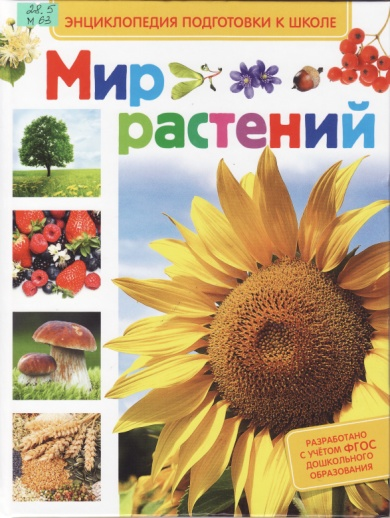 28.5
М 63
ЭНЦИКЛОПЕДИЯ ПОДГОТОВКИ К ШКОЛЕ
Мир
растений
РАЗРАБОТАНО
С УЧЁТОМ ФГОС
ДОШКОЛЬНОГО
ОБРАЗОВАНИЯ